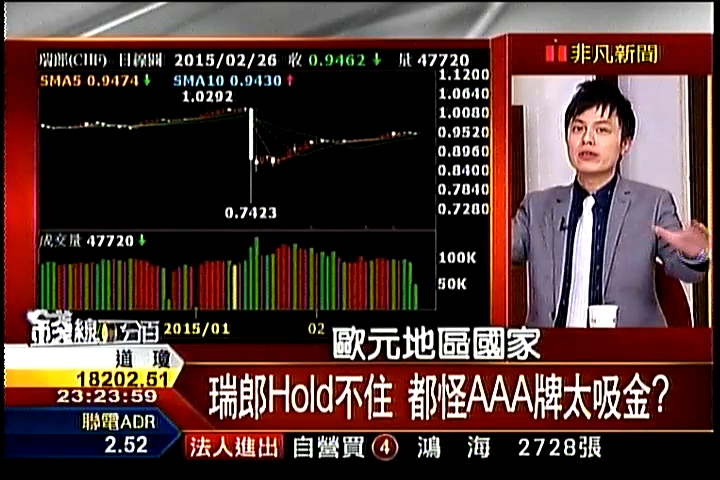 瑞郎(CHF) 日線圖 2015/02/26 收 0.9462↓ 量 47720
SMA5 0.9474↓ SMA10 0.9430↑
1.0292
0.7423
1.1200
1.0640
1.0080
0.9520
0.8960
0.8400
0.7840
0.7280
成交量 47720↓
100K
50K
2015/01
02
非凡新聞
道 瓊
18202.51
23:23:59
聯電ADR
2.52
歐元地區國家
瑞郎Hold不住 都怪AAA牌太吸金?
法人進出 自營買 ④ 鴻 海 2728張